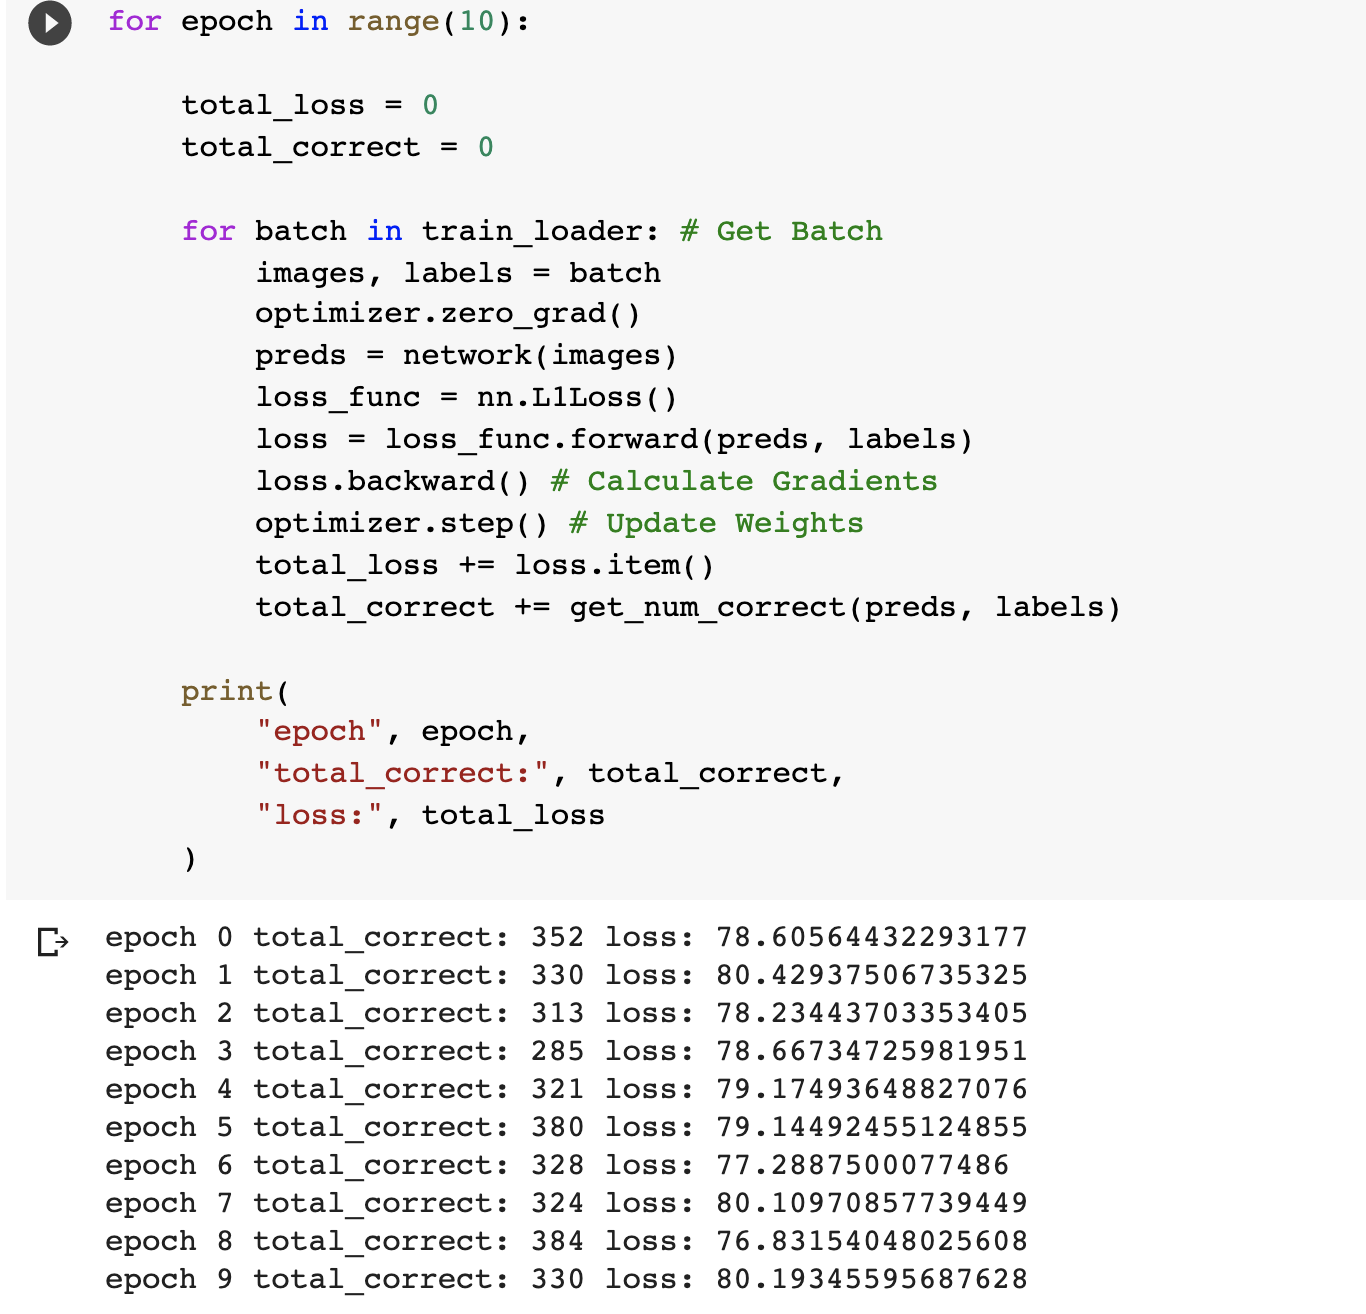 for epoch in range(10):
total_loss = 0
total_correct = 0
for batch in train_loader: # Get Batch
images, labels = batch
optimizer.zero_grad()
preds = network(images)
loss_func = nn.L1Loss()
loss = loss_func.forward(preds, labels)
loss.backward() # Calculate Gradients
optimizer.step() # Update Weights
total_loss += loss.item()
total_correct += get_num_correct(preds, labels)
print(
"epoch", epoch,
"total_correct:", total_correct,
"loss:", total_loss
)
epoch 0 total_correct: 352 loss: 78.60564432293177
epoch 1 total_correct: 330 loss: 80.42937506735325
epoch 2 total_correct: 313 loss: 78.23443703353405
epoch 3 total_correct: 285 loss: 78.66734725981951
epoch 4 total_correct: 321 loss: 79.17493648827076
epoch 5 total_correct: 380 loss: 79.14492455124855
epoch 6 total_correct: 328 loss: 77.2887500077486
epoch 7 total_correct: 324 loss: 80.10970857739449
epoch 8 total_correct: 384 loss: 76.83154048025608
epoch 9 total_correct: 330 loss: 80.19345595687628